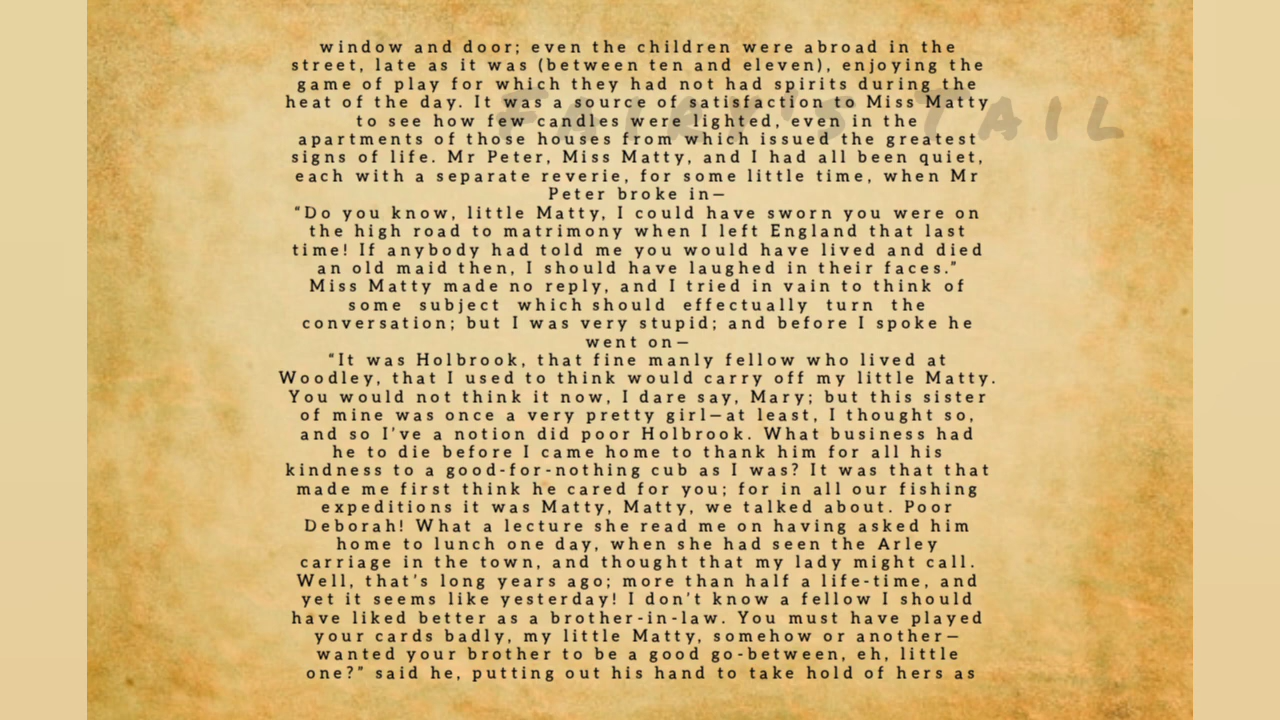 window and door; even the children were abroad in the
street, late as it was (between ten and eleven), enjoying the
game of play for which they had not had spirits during the
heat of the day. It was a source of satisfaction to Miss Matty
to see how few candles were lighted, even in the
apartments of those houses from which issued the greatest
signs of life. Mr Peter, Miss Matty, and I had all been quiet,
each with a separate reverie, for some little time, when Mr
Peter broke in—
“Do you know, little Matty, I could have sworn you were on
the high road to matrimony when I left England that last
time! If anybody had told me you would have lived and died
an old maid then, I should have laughed in their faces.”
Miss Matty made no reply, and I tried in vain to think of
some subject which should effectually turn the
conversation; but I was very stupid; and before I spoke he
went on—
“It was Holbrook, that fine manly fellow who lived at
Woodley, that I used to think would carry off my little Matty.
You would not think it now, I dare say, Mary; but this sister
of mine was once a very pretty girl—at least, I thought so,
and so I’ve a notion did poor Holbrook. What business had
he to die before I came home to thank him for all his
kindness to a good-for-nothing cub as I was? It was that that
made me first think he cared for you; for in all our fishing
expeditions it was Matty, Matty, we talked about. Poor
Deborah! What a lecture she read me on having asked him
home to lunch one day, when she had seen the Arley
carriage in the town, and thought that my lady might call.
Well, that’s long years ago; more than half a life-time, and
yet it seems like yesterday! I don’t know a fellow I should
have liked better as a brother-in-law. You must have played
your cards badly, my little Matty, somehow or another—
wanted your brother to be a good go-between, eh, little
one?” said he, putting out his hand to take hold of hers as
TAIL